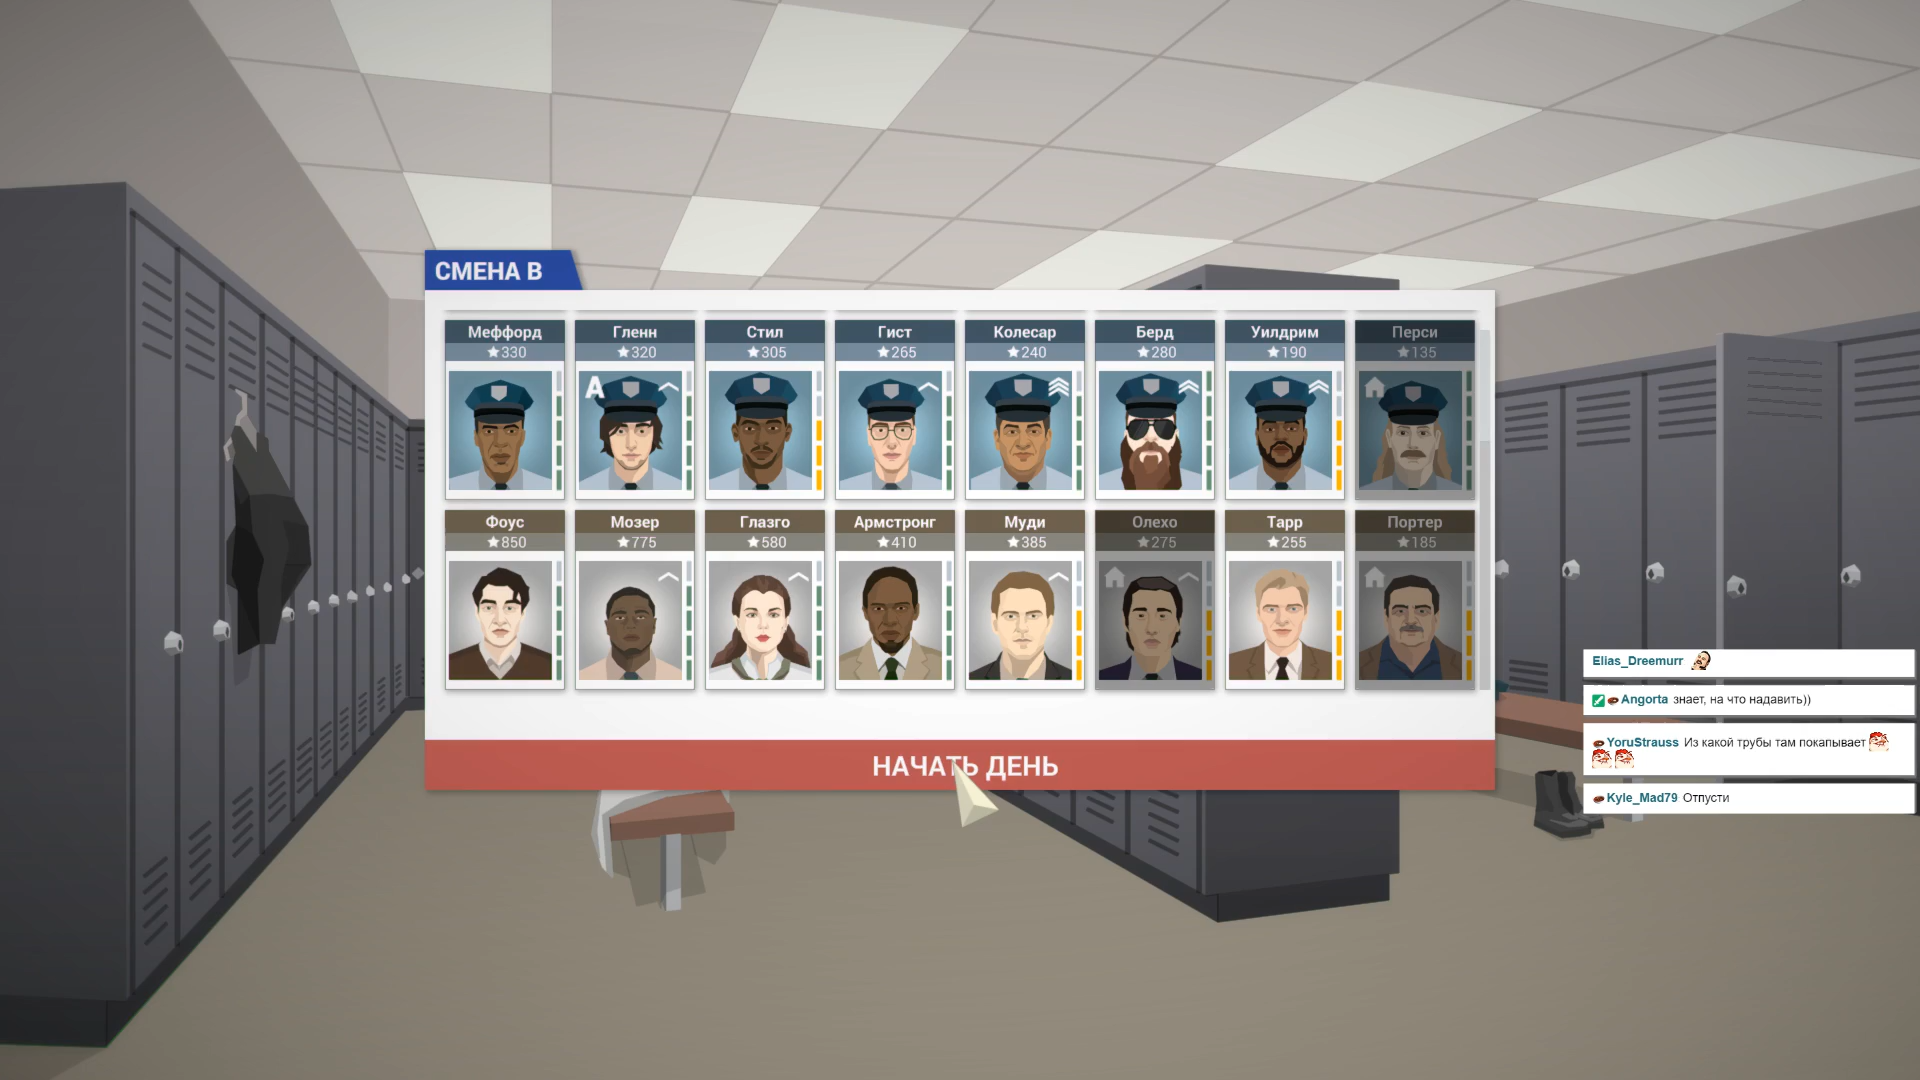 СМЕНА B
Меффорд Гленн Стил Гист Колесар Берд Уилдрим Перси
★330 ★320 ★305 ★265 ★240 ★280 ★190 ★135
A
Фоус Мозер Глазго Армстронг Муди Олехо Тарр Портер
★850 ★775 ★580 ★410 ★385 ★275 ★255 ★185
НАЧАТЬ ДЕНЬ
Elias_Dreemurr
Angorta знает, на что надавить))
YoruStrauss Из какой трубы там покапывает
Kyle_Mad79 Отпусти